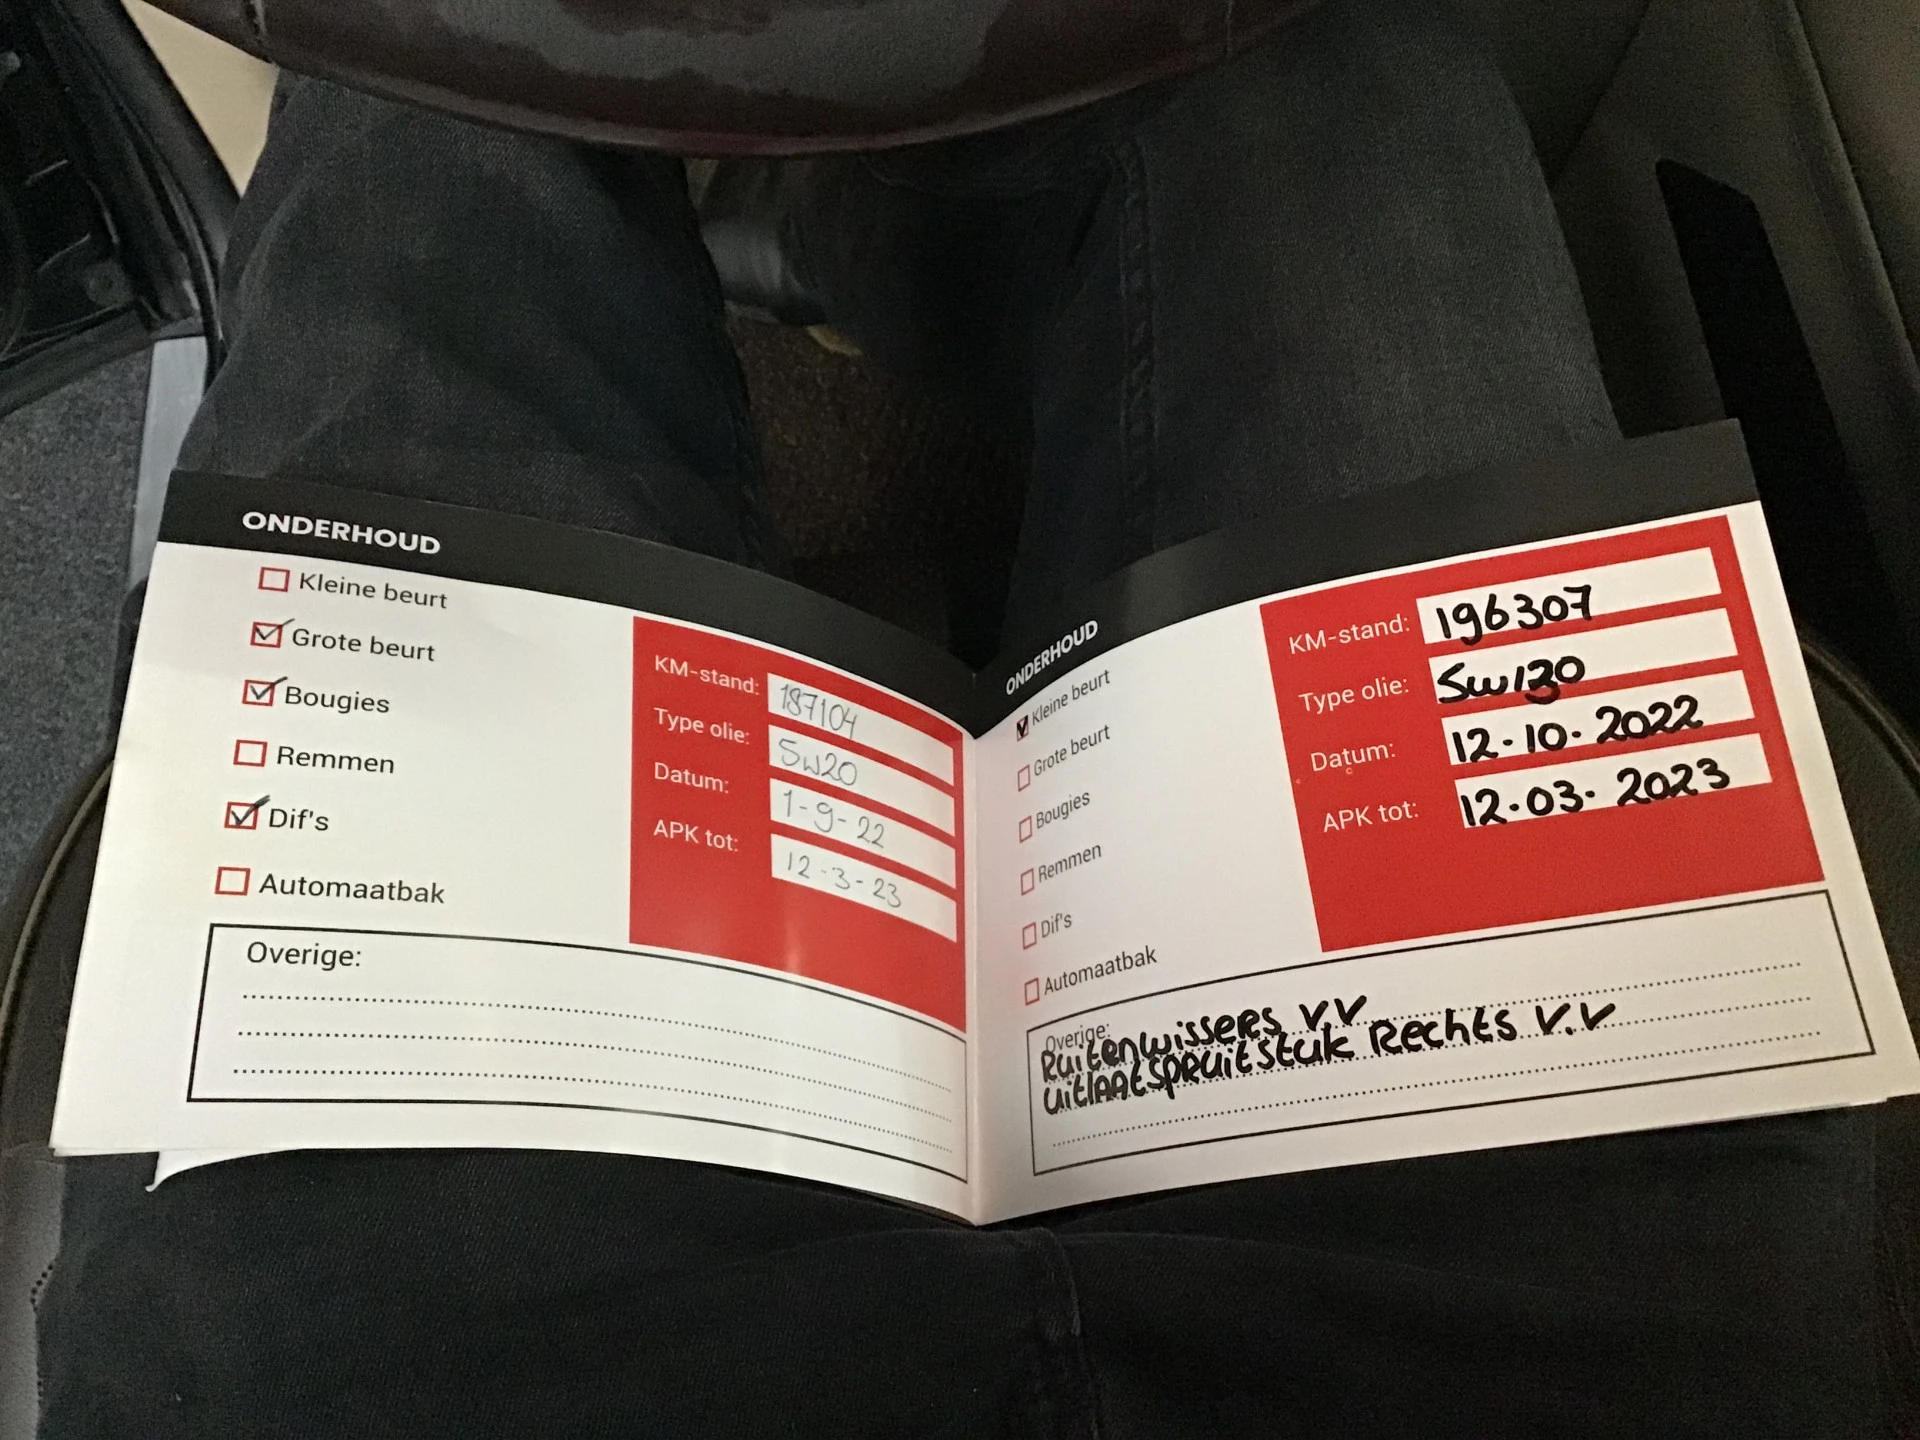 ONDERHOUD
Kleine beurt
Grote beurt
Bougies
Remmen
Dif's
Automaatbak
KM-stand: 187104
Type olie: 5w20
Datum: 1-9-22
APK tot: 12-3-23
Overige:
ONDERHOUD
Kleine beurt
Grote beurt
Bougies
Remmen
Dif's
Automaatbak
KM-stand: 196307
Type olie: 5w130
Datum: 12.10.2022
APK tot: 12.03.2023
Overige:
Ruitenwissers VV
uitlaatspruitstuk Rechts V.V